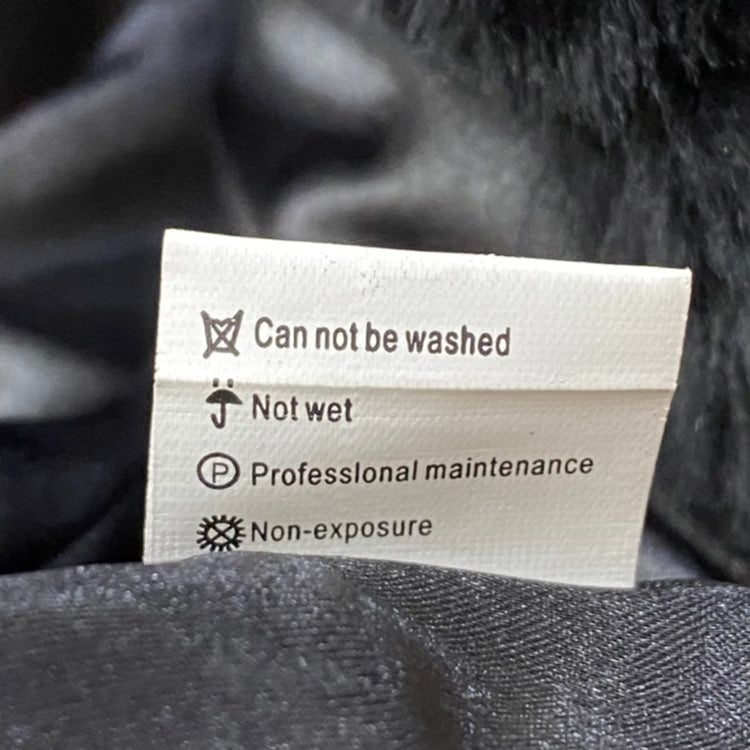 Can not be washed
Not wet
P Professlonal maintenance
Non-exposure